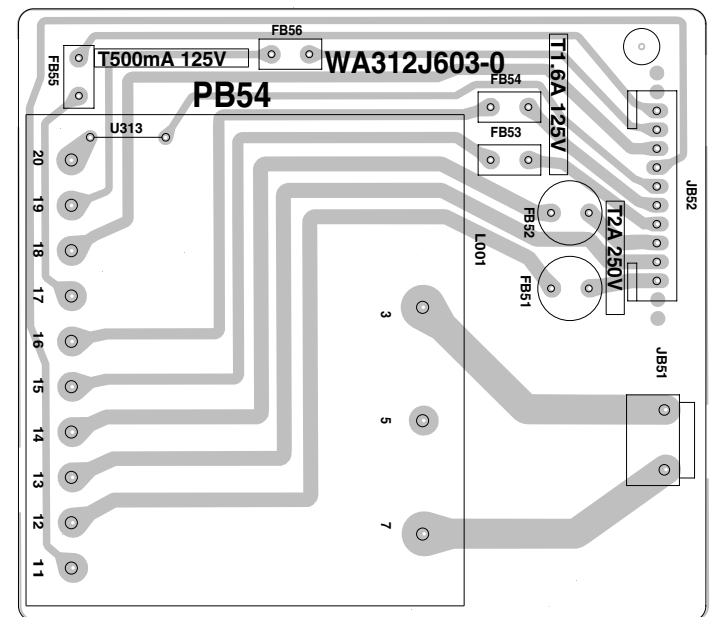 FB56
FB55
T500mA 125V
WA312J603-0
T1.6A 125V
PB54
FB54
U313
FB53
20
19
18
17
16
15
14
13
12
11
JB52
FB52
T2A 250V
L001
FB51
3
5
7
JB51